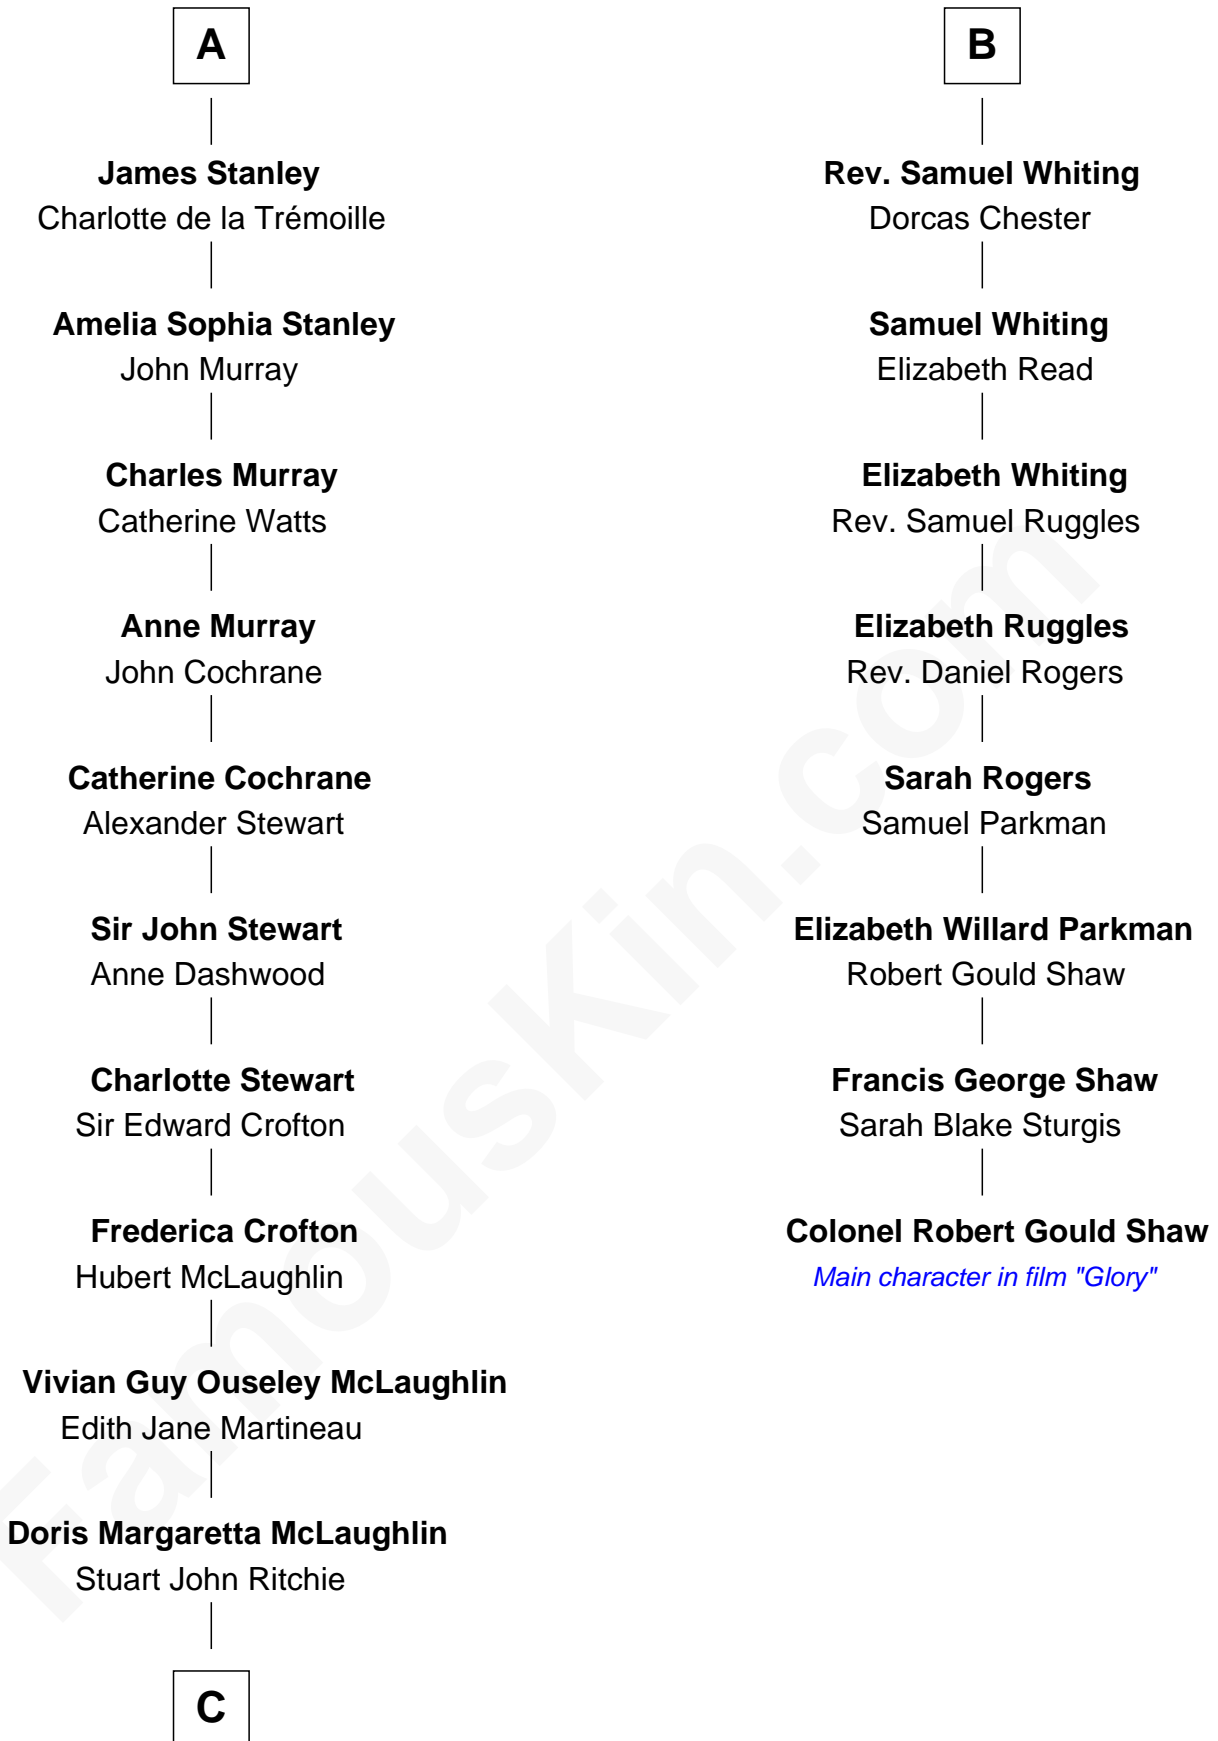 A
James Stanley
Charlotte de la Trémoille
Amelia Sophia Stanley
John Murray
Charles Murray
Catherine Watts
Anne Murray
John Cochrane
Catherine Cochrane
Alexander Stewart
Sir John Stewart
Anne Dashwood
Charlotte Stewart
Sir Edward Crofton
Frederica Crofton
Hubert McLaughlin
Vivian Guy Ouseley McLaughlin
Edith Jane Martineau
Doris Margaretta McLaughlin
Stuart John Ritchie
C
B
Rev. Samuel Whiting
Dorcas Chester
Samuel Whiting
Elizabeth Read
Elizabeth Whiting
Rev. Samuel Ruggles
Elizabeth Ruggles
Rev. Daniel Rogers
Sarah Rogers
Samuel Parkman
Elizabeth Willard Parkman
Robert Gould Shaw
Francis George Shaw
Sarah Blake Sturgis
Colonel Robert Gould Shaw
Main character in film "Glory"
FamousKin.com